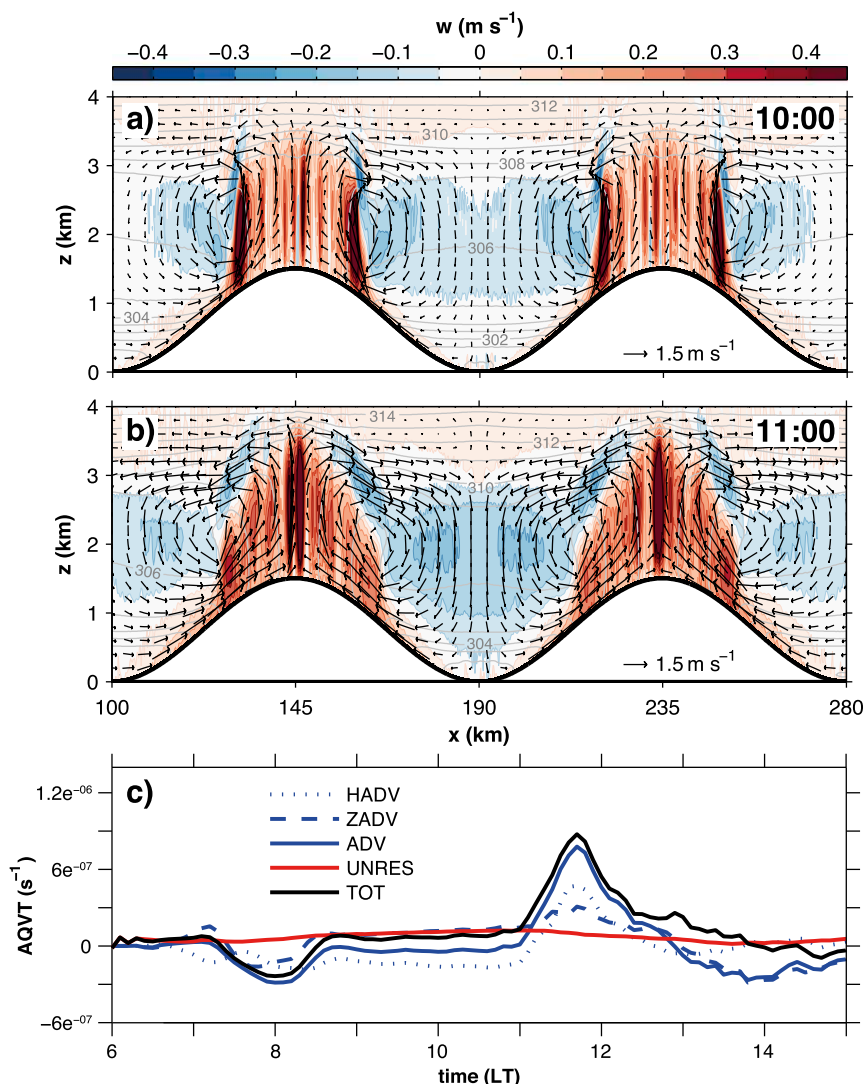 w (m s⁻¹)
−0.4 −0.3 −0.2 −0.1 0 0.1 0.2 0.3 0.4
a) 10:00
312
310
308
306
304
302
4
3
2
1
0
z (km)
1.5 m s⁻¹
b) 11:00
314
312
310
306
304
4
3
2
1
0
z (km)
1.5 m s⁻¹
100 145 190 235 280
x (km)
c)
HADV
ZADV
ADV
UNRES
TOT
1.2e⁻⁰⁶
6e⁻⁰⁷
0
−6e⁻⁰⁷
AQVT (s⁻¹)
6 8 10 12 14
time (LT)